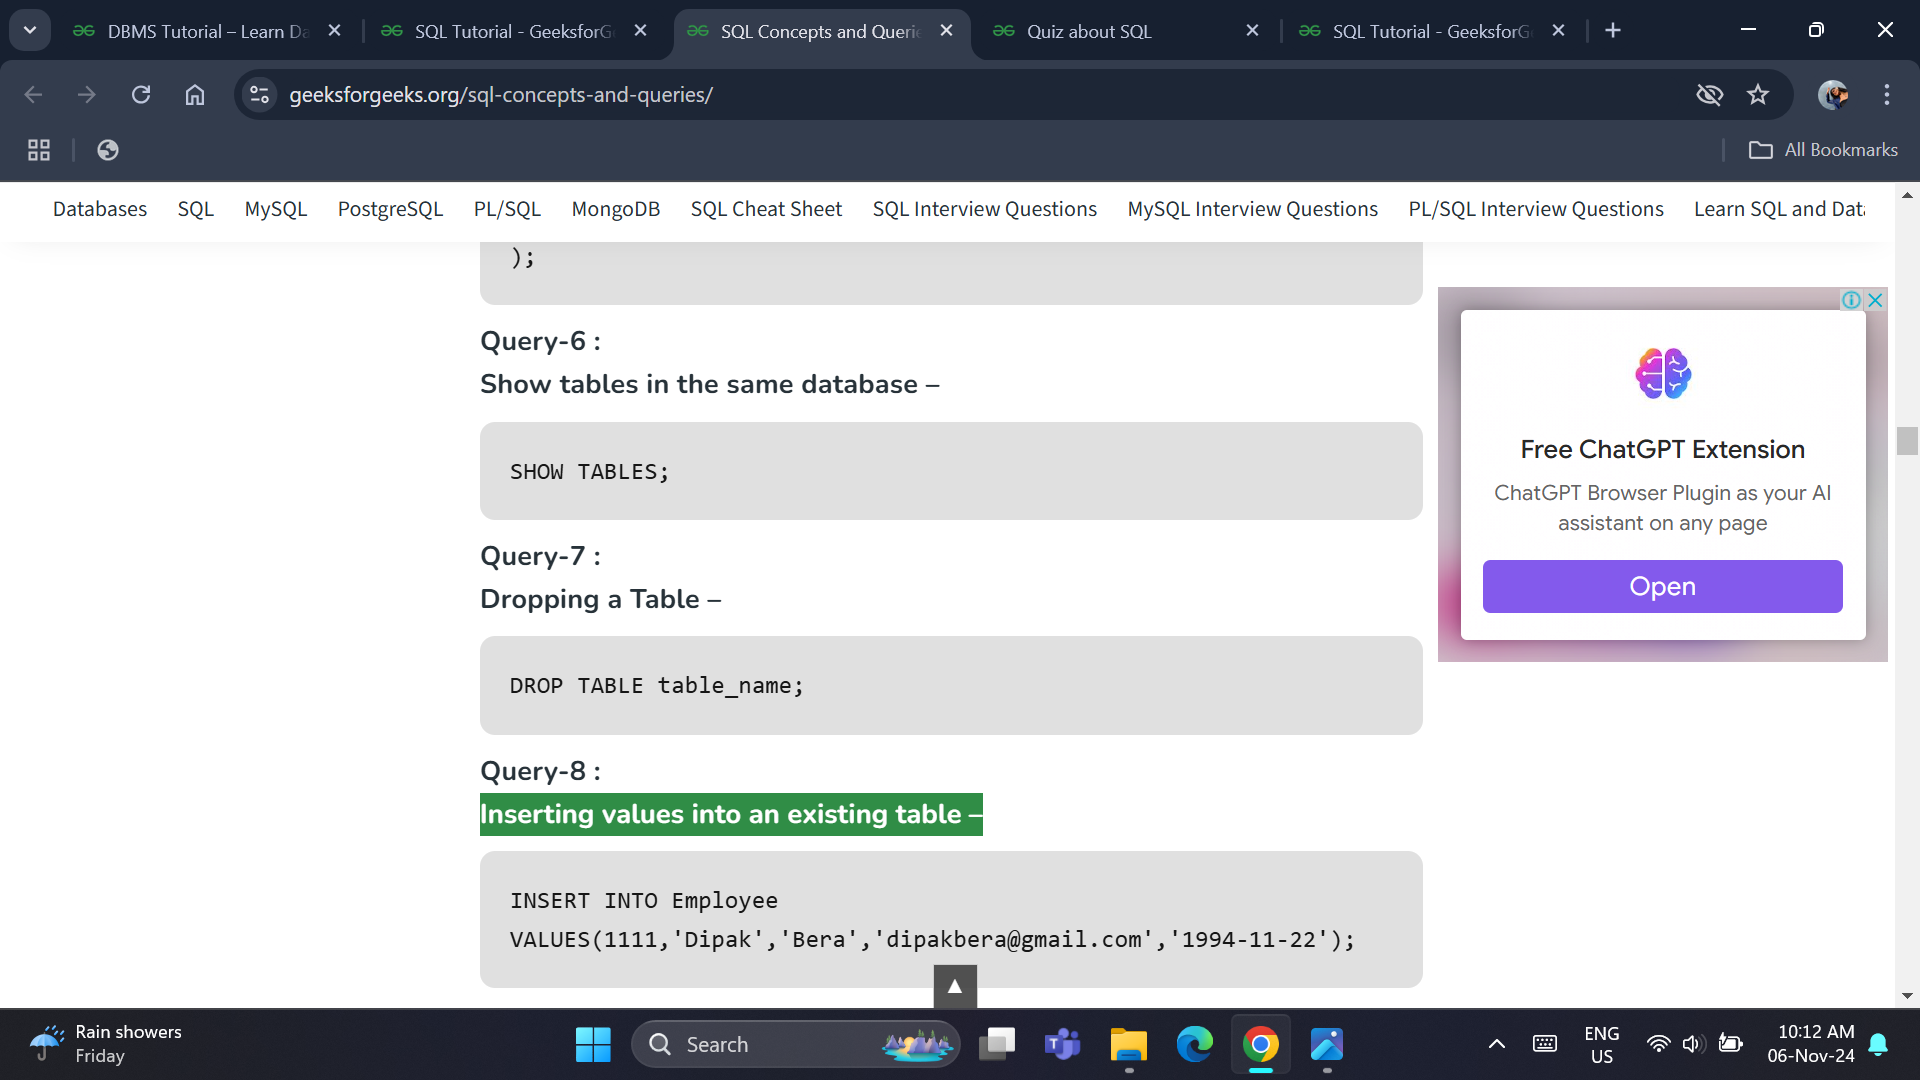 DBMS Tutorial – Learn Da
SQL Tutorial - GeeksforG
SQL Concepts and Querie
Quiz about SQL
SQL Tutorial - GeeksforGe
geeksforgeeks.org/sql-concepts-and-queries/
All Bookmarks
Databases SQL MySQL PostgreSQL PL/SQL MongoDB SQL Cheat Sheet SQL Interview Questions MySQL Interview Questions PL/SQL Interview Questions Learn SQL and Data
);
Query-6 :
Show tables in the same database –
SHOW TABLES;
Query-7 :
Dropping a Table –
DROP TABLE table_name;
Query-8 :
Inserting values into an existing table –
INSERT INTO Employee
VALUES(1111,'Dipak','Bera','dipakbera@gmail.com','1994-11-22');
Free ChatGPT Extension
ChatGPT Browser Plugin as your AI
assistant on any page
Open
Rain showers
Friday
Search
ENG
US
10:12 AM
06-Nov-24